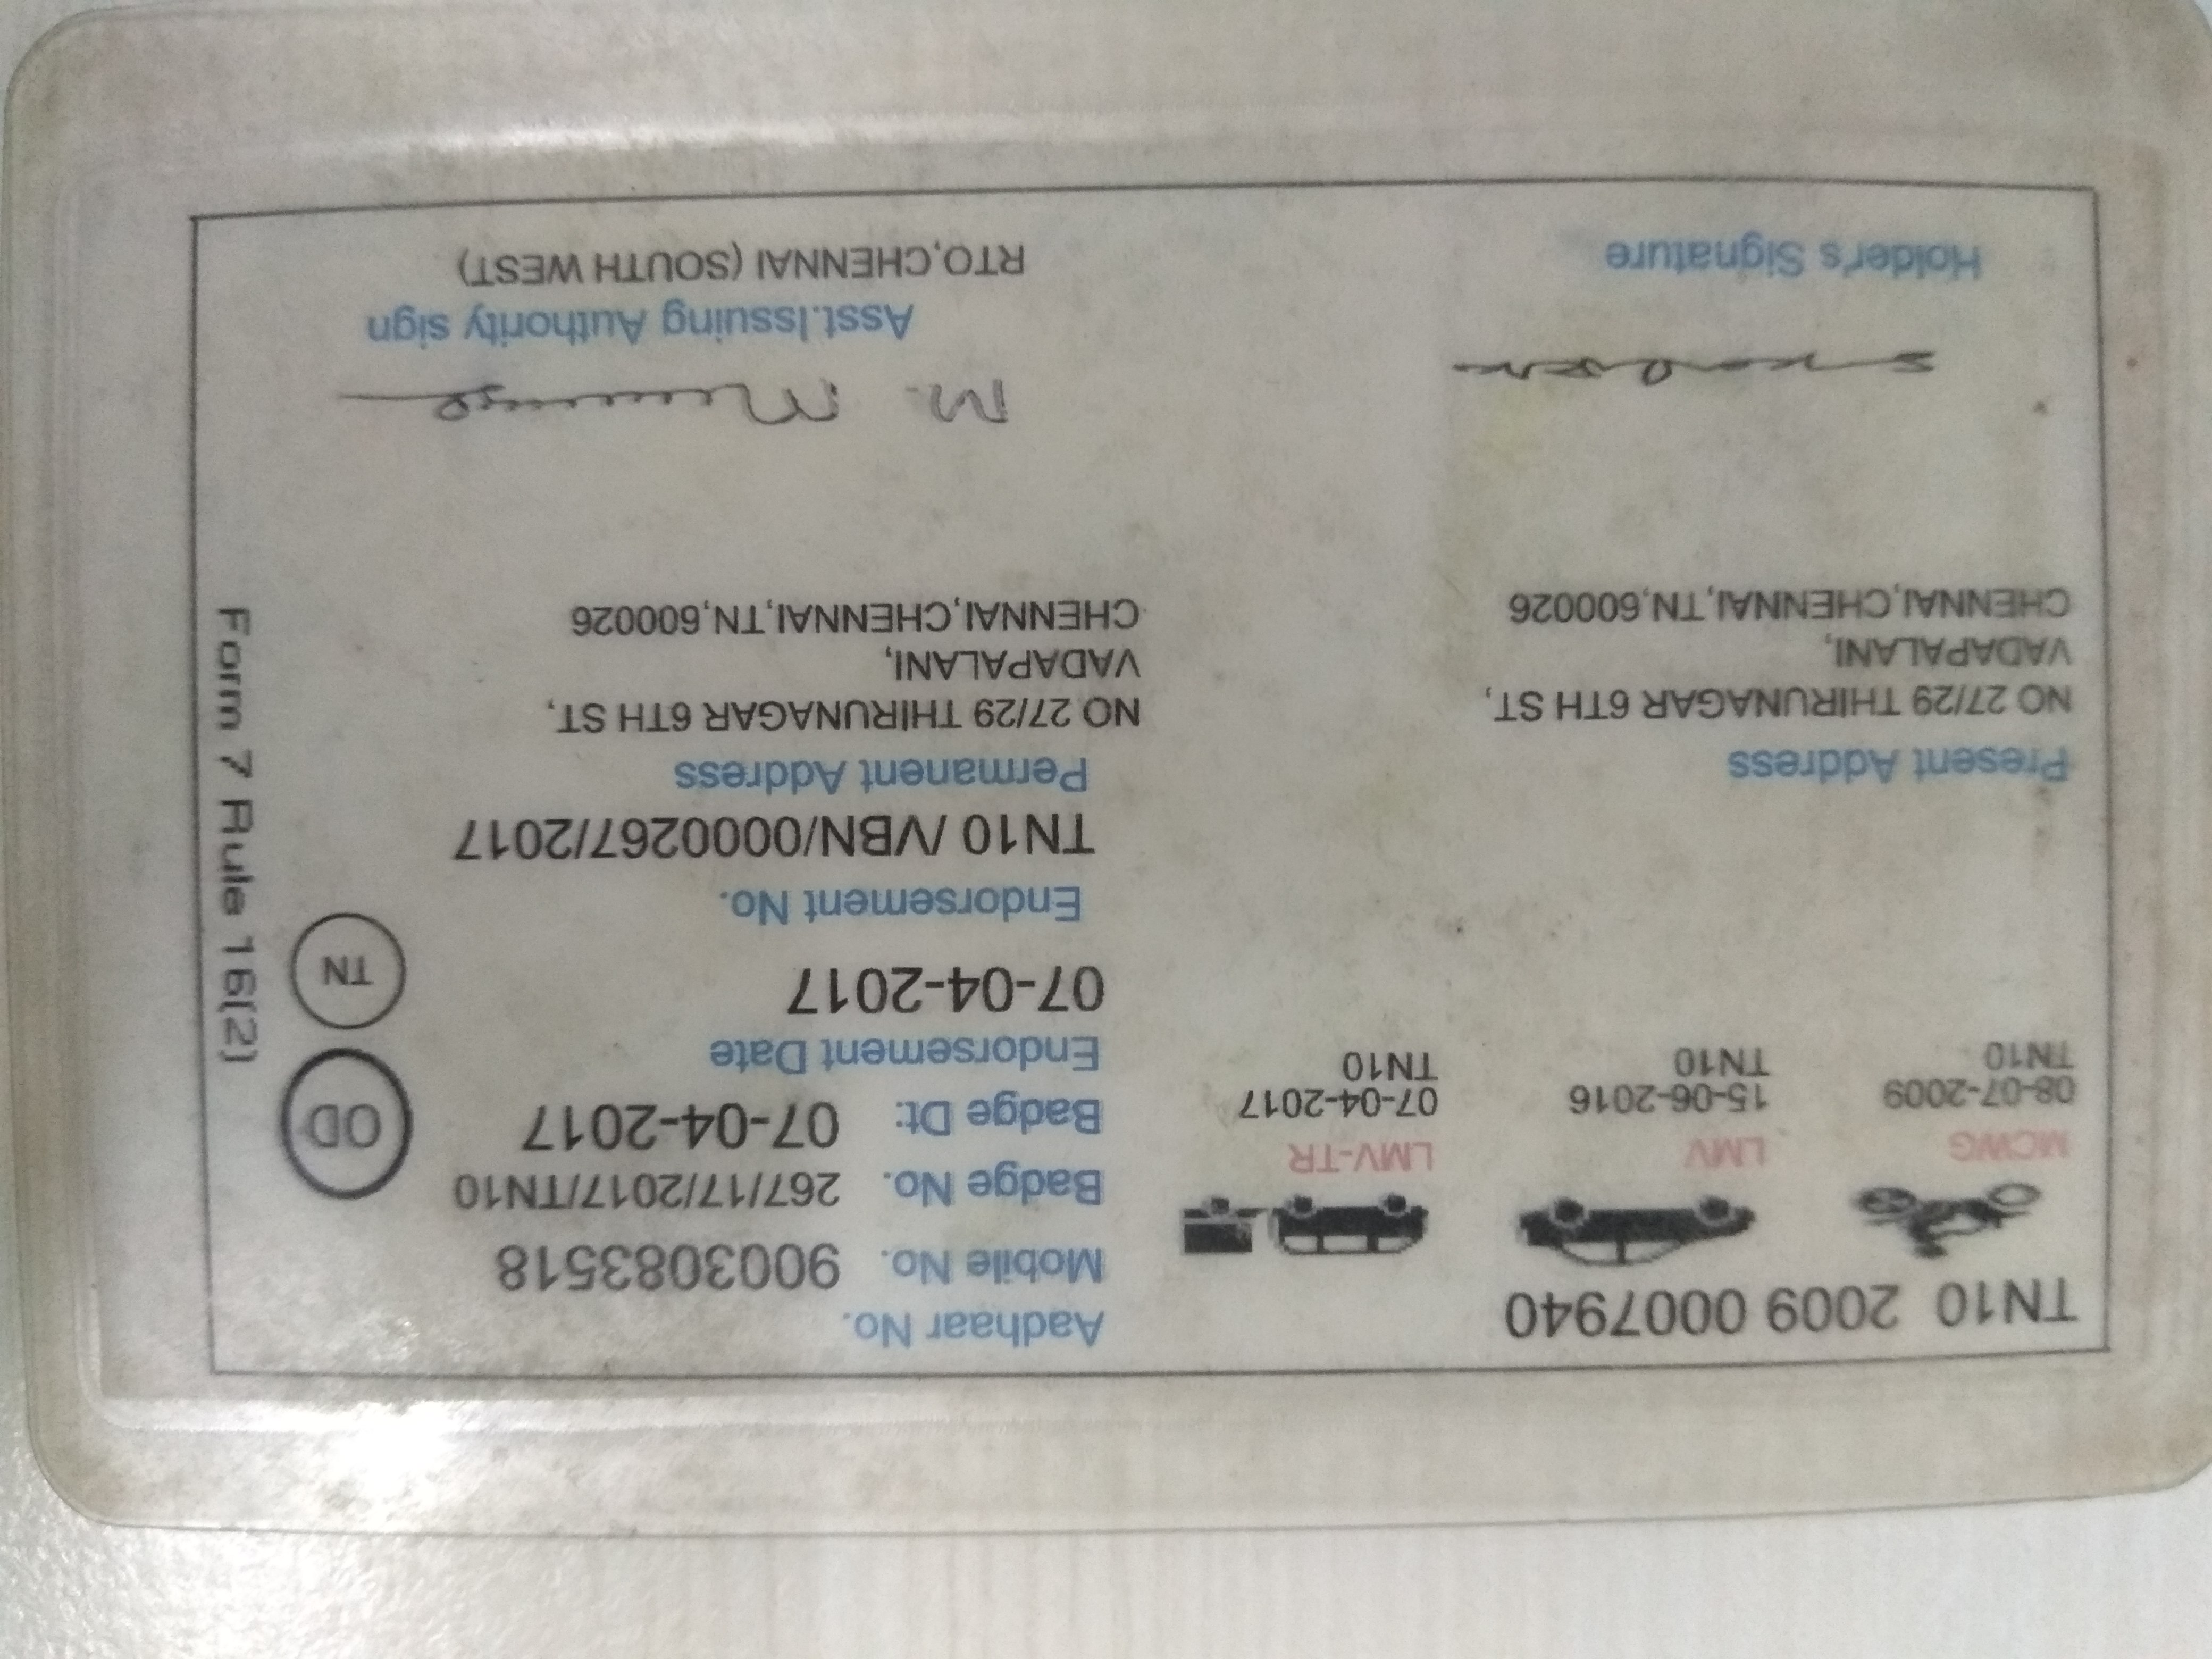 TN10 2009 0007940
MCWG
08-07-2009
TN10
LMV
15-06-2016
TN10
LMV-TR
07-04-2017
TN10
Present Address
NO 27/29 THIRUNAGAR 6TH ST,
VADAPALANI,
CHENNAI,CHENNAI,TN,600026
Holder's Signature
Aadhaar No.
Mobile No. 9003083518
Badge No. 267/17/2017/TN10
Badge Dt: 07-04-2017
Endorsement Date
07-04-2017
Endorsement No.
TN10 /VBN/0000267/2017
Permanent Address
NO 27/29 THIRUNAGAR 6TH ST,
VADAPALANI,
CHENNAI,CHENNAI,TN,600026
M.
Asst.Issuing Authority sign
RTO,CHENNAI (SOUTH WEST)
OD
TN
Form 7 Rule 16(2)